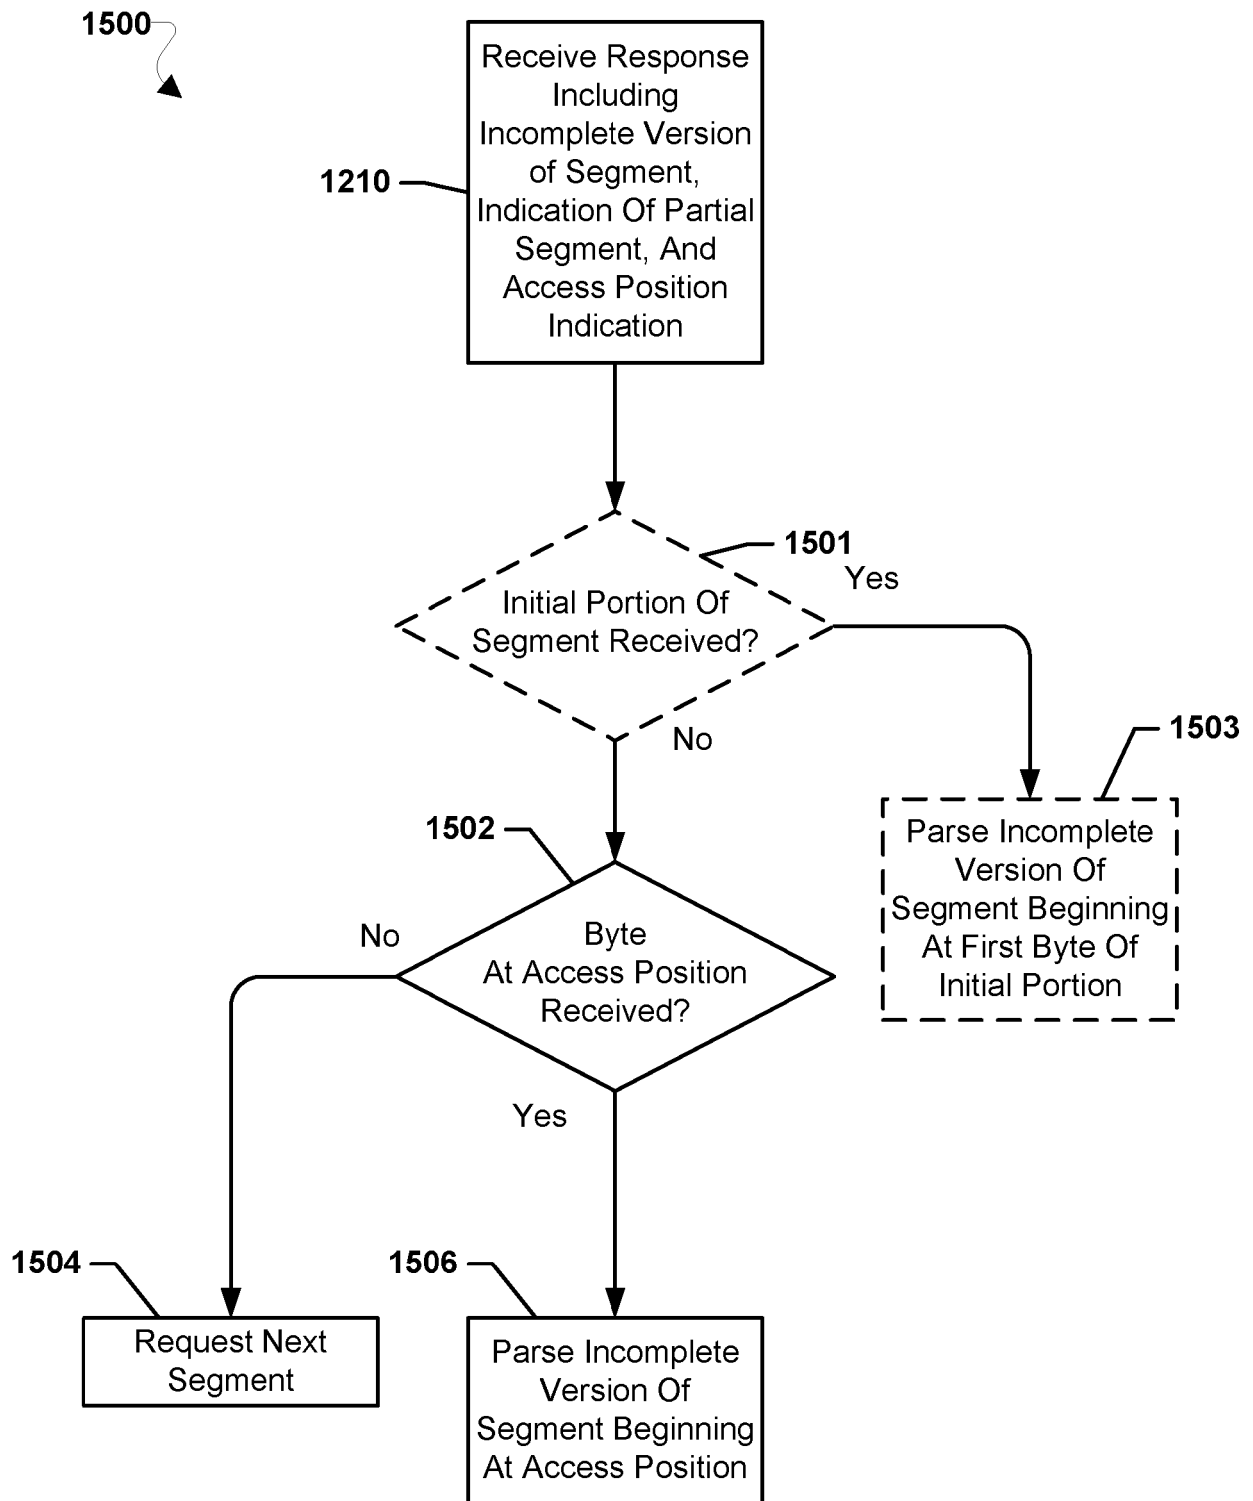 1500
Receive Response
Including
Incomplete Version
of Segment,
Indication Of Partial
Segment, And
Access Position
Indication
1210
1501
Yes
Initial Portion Of
Segment Received?
No
1503
Parse Incomplete
Version Of
Segment Beginning
At First Byte Of
Initial Portion
1502
No
Byte
At Access Position
Received?
Yes
1504
Request Next
Segment
1506
Parse Incomplete
Version Of
Segment Beginning
At Access Position